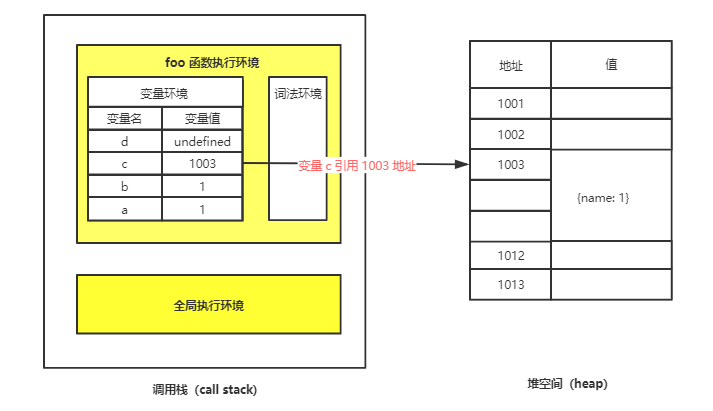 foo 函数执行环境
变量环境
变量名 变量值
d undefined
c 1003
b 1
a 1
词法环境
变量 c 引用 1003 地址
全局执行环境
调用栈（call stack)
地址 值
1001
1002
1003
{name: 1}
1012
1013
堆空间（heap）